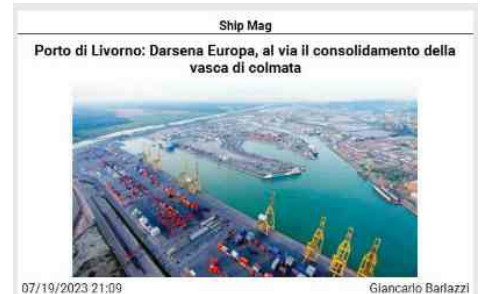 Ship Mag
Porto di Livorno: Darsena Europa, al via il consolidamento della
vasca di colmata
07/19/2023 21:09
Giancarlo Barlazzi